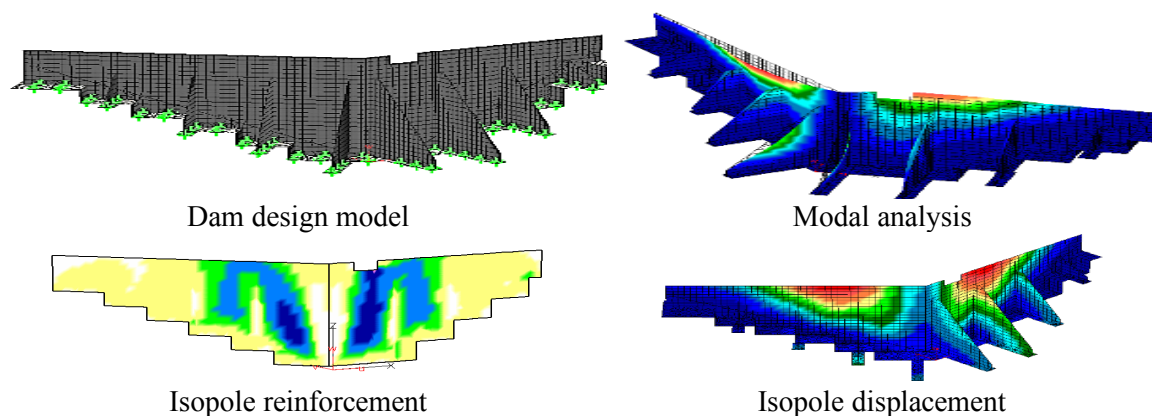 Dam design model
Modal analysis
Z
X
Isopole reinforcement
Isopole displacement